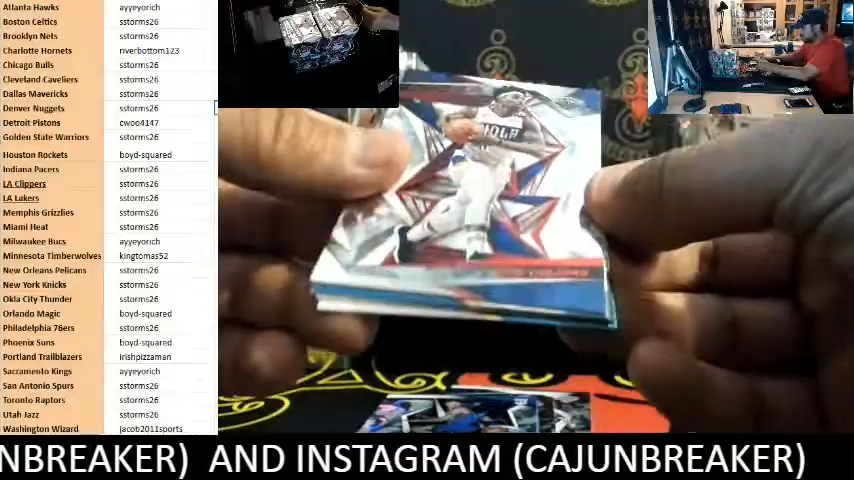 Atlanta Hawks ayyeyorich
Boston Celtics sstorms26
Brooklyn Nets sstorms26
Charlotte Hornets riverbottom123
Chicago Bulls sstorms26
Cleveland Caveliers sstorms26
Dallas Mavericks sstorms26
Denver Nuggets sstorms26
Detroit Pistons cwoo4147
Golden State Warriors sstorms26
Houston Rockets boyd-squared
Indiana Pacers sstorms26
LA Clippers sstorms26
LA Lakers sstorms26
Memphis Grizzlies sstorms26
Miami Heat sstorms26
Milwaukee Bucs ayyeyorich
Minnesota Timberwolves kingtomas52
New Orleans Pelicans sstorms26
New York Knicks sstorms26
Okla City Thunder sstorms26
Orlando Magic boyd-squared
Philadelphia 76ers sstorms26
Phoenix Suns boyd-squared
Portland Trailblazers irishpizzaman
Sacramento Kings ayyeyorich
San Antonio Spurs sstorms26
Toronto Raptors sstorms26
Utah Jazz sstorms26
Washington Wizard jacob2011sports
NBREAKER) AND INSTAGRAM (CAJUNBREAKER)